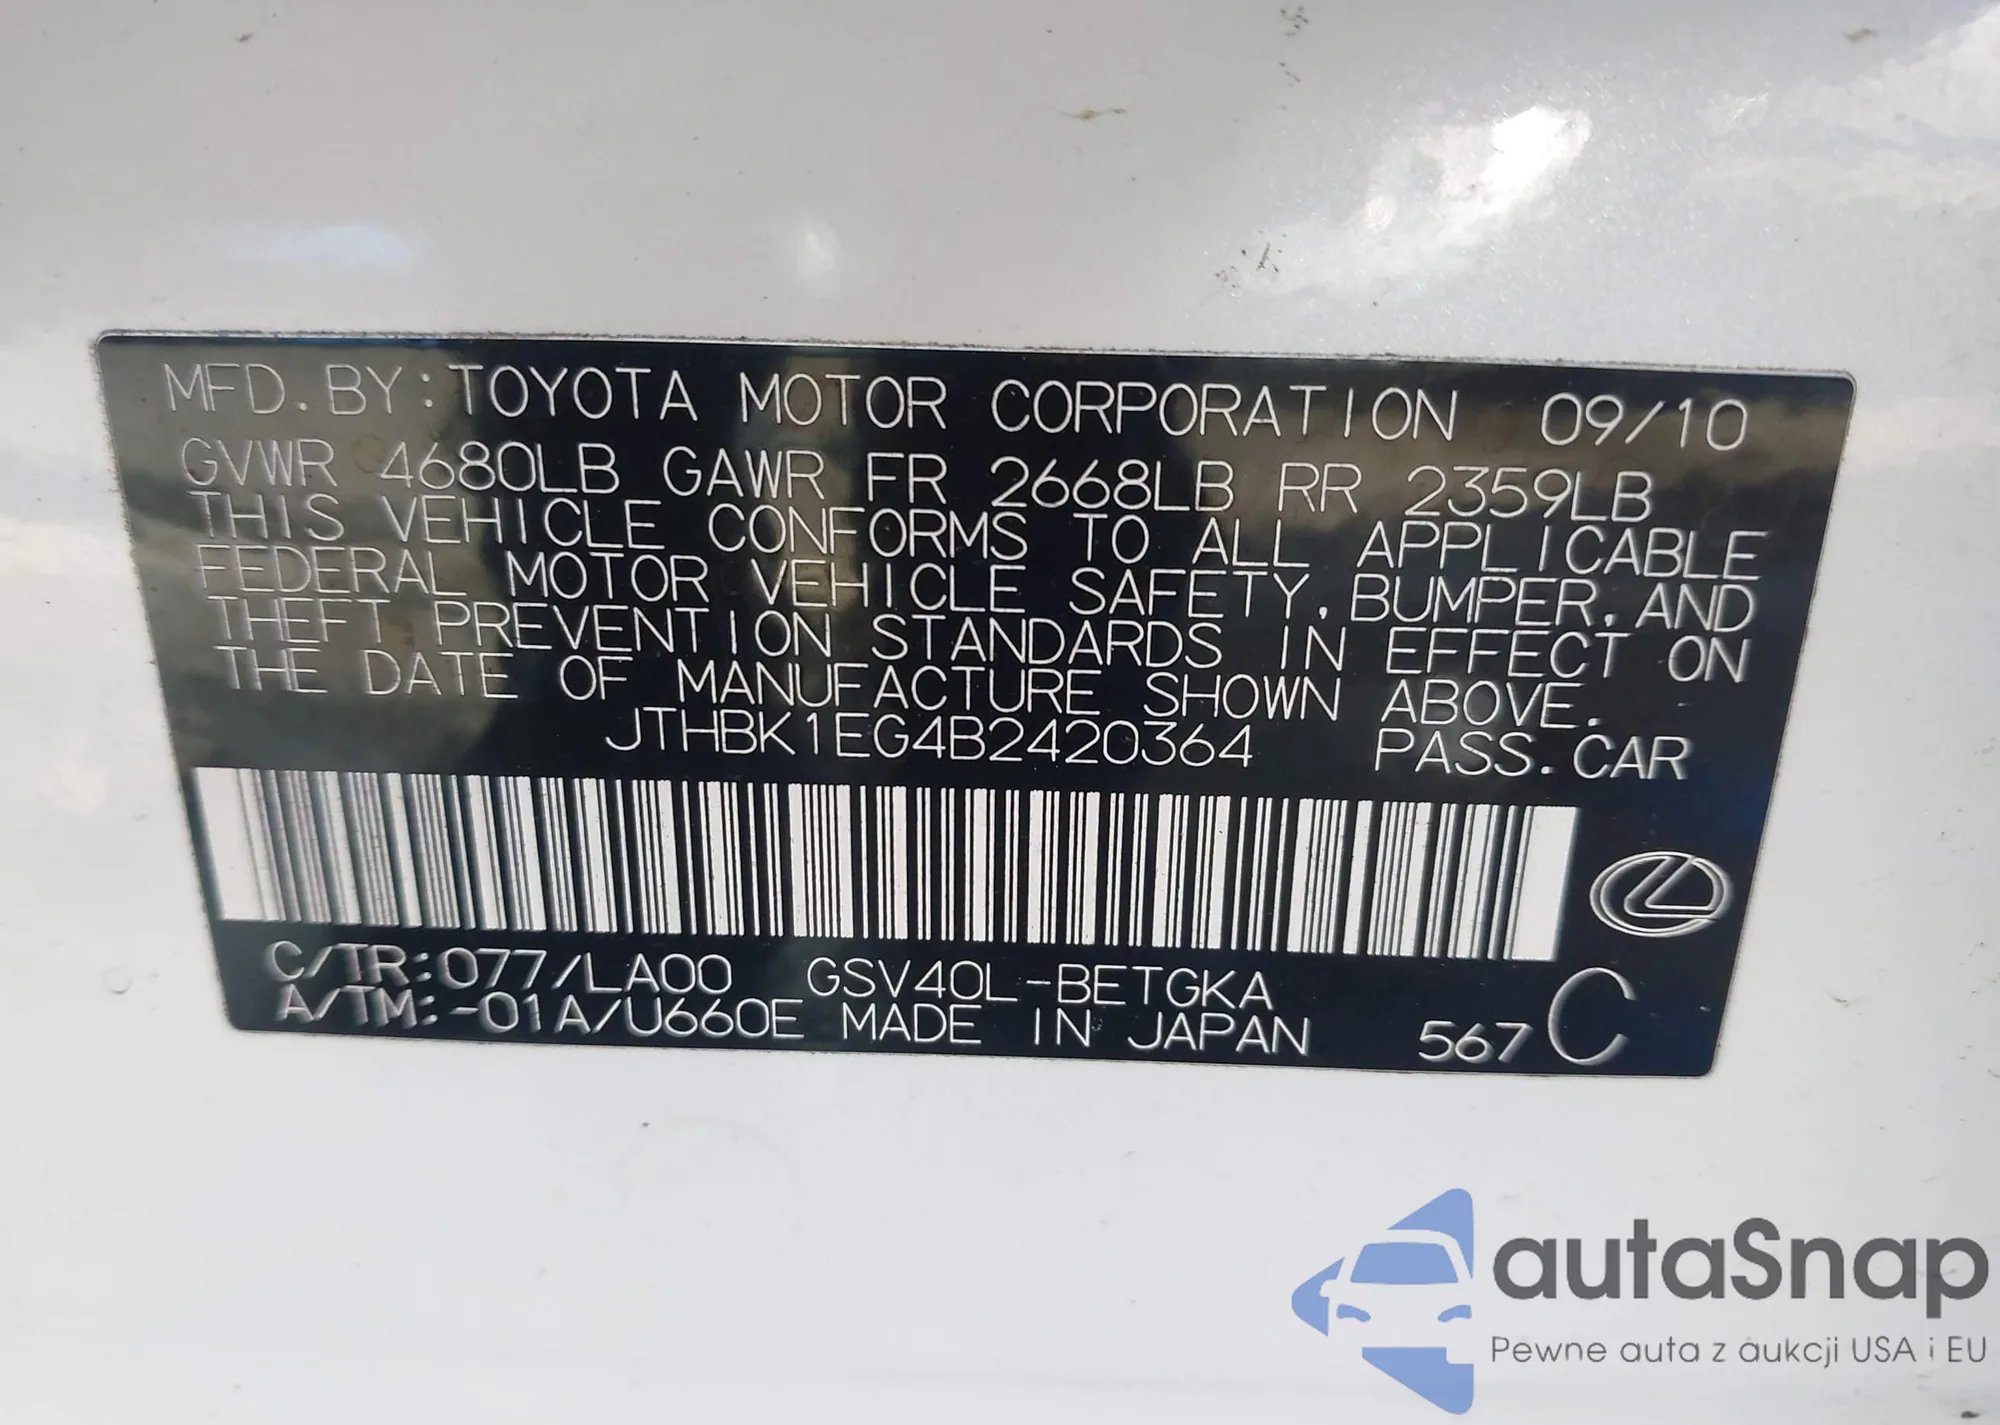 MFD. BY: TOYOTA MOTOR CORPORATION 09/10
GVWR 4680LB GAWR FR 2668LB RR 2359LB
THIS VEHICLE CONFORMS TO ALL APPLICABLE
FEDERAL MOTOR VEHICLE SAFETY, BUMPER, AND
THEFT PREVENTION STANDARDS IN EFFECT ON
THE DATE OF MANUFACTURE SHOWN ABOVE.
JTHBK1EG4B2420364 PASS. CAR
C/TR:077/LA00 GSV40L-BETGKA
A/TM:-01A/U660E MADE IN JAPAN 567 C
autaSnap
Pewne auta z aukcji USA i EU